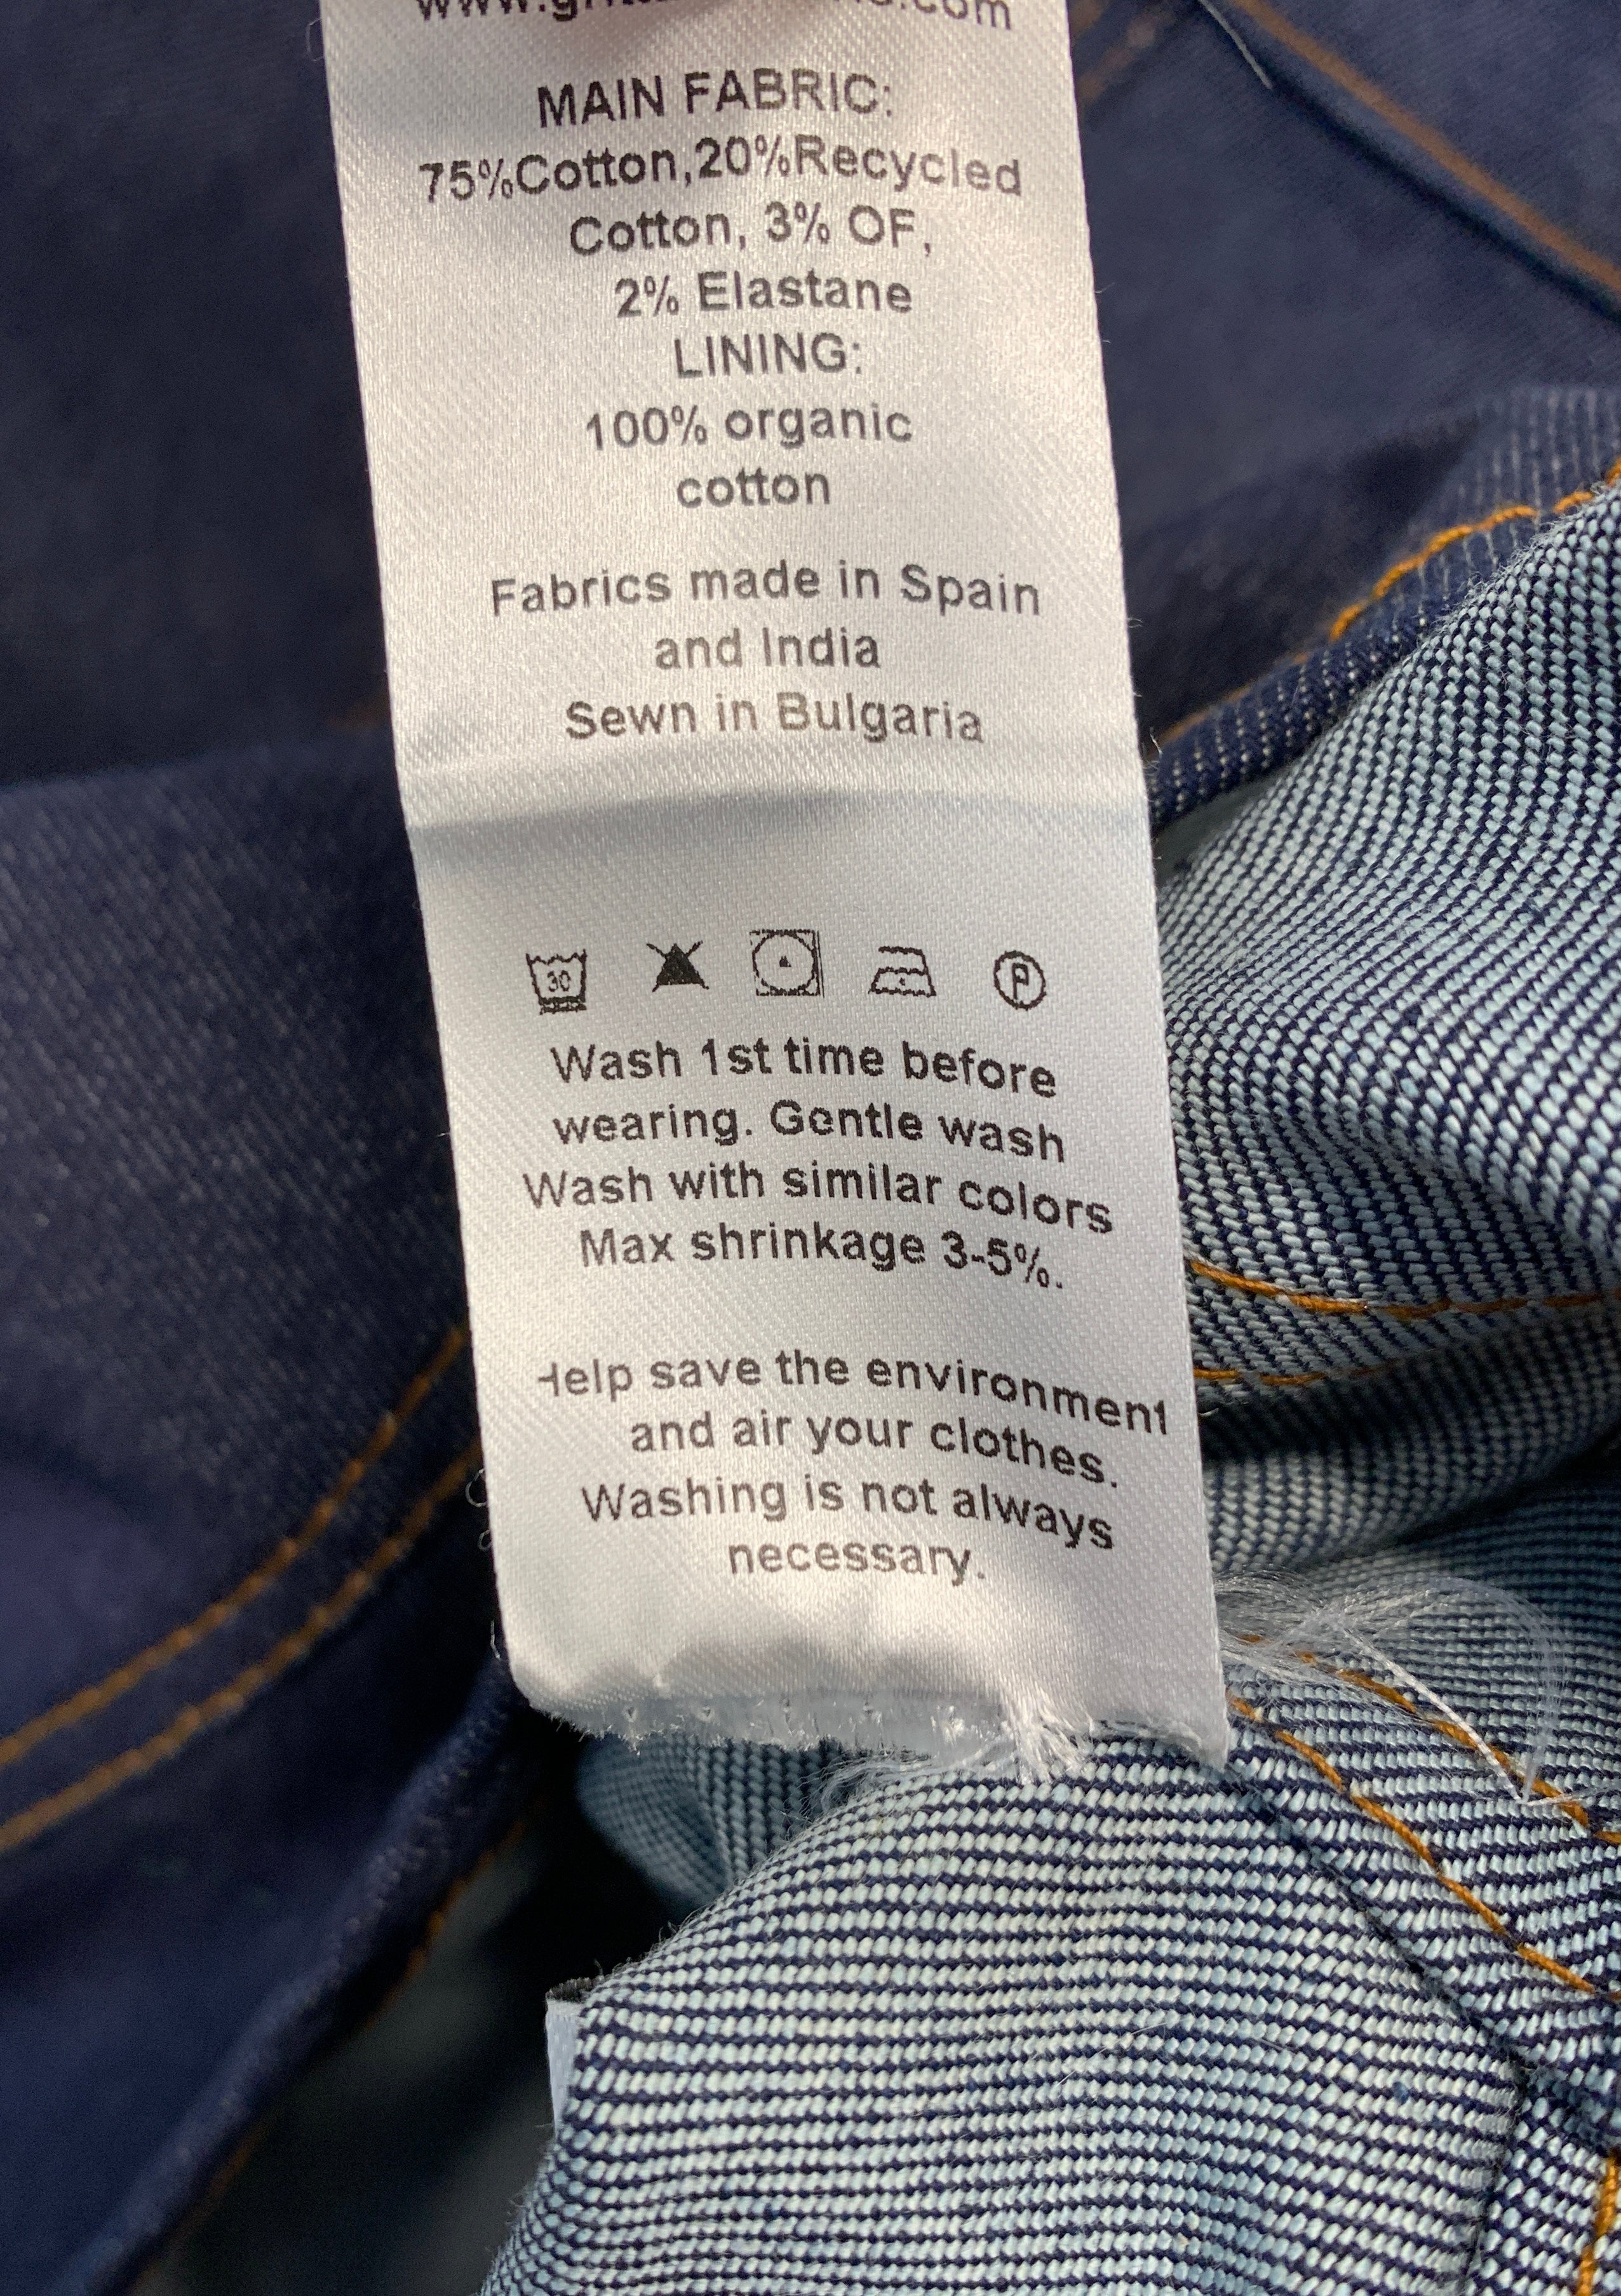 MAIN FABRIC:
75%Cotton,20%Recycled
Cotton, 3% OF,
2% Elastane
LINING:
100% organic
cotton
Fabrics made in Spain
and India
Sewn in Bulgaria
30 P
Wash 1st time before
wearing. Gentle wash
Wash with similar colors
Max shrinkage 3-5%.
Help save the environment
and air your clothes.
Washing is not always
necessary.